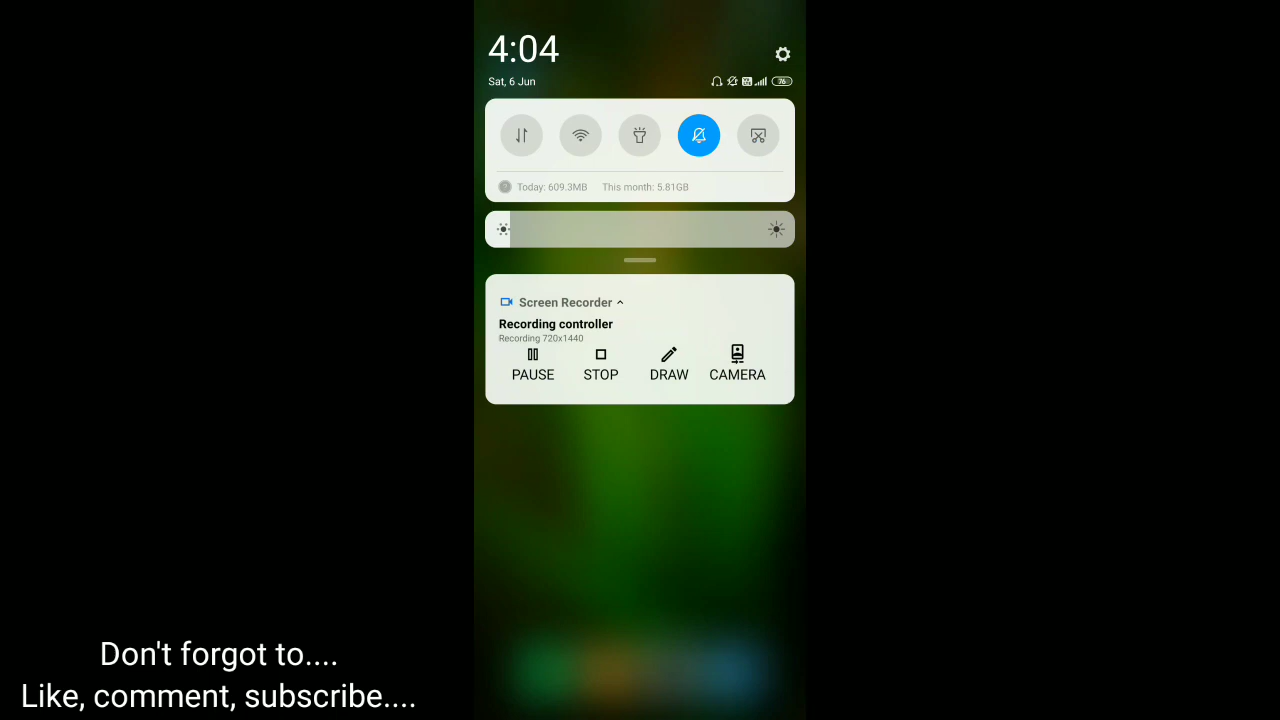 4:04
Sat, 6 Jun
76
Today: 609.3MB This month: 5.81GB
Screen Recorder
Recording controller
Recording 720x1440
PAUSE STOP DRAW CAMERA
Don't forgot to....
Like, comment, subscribe....